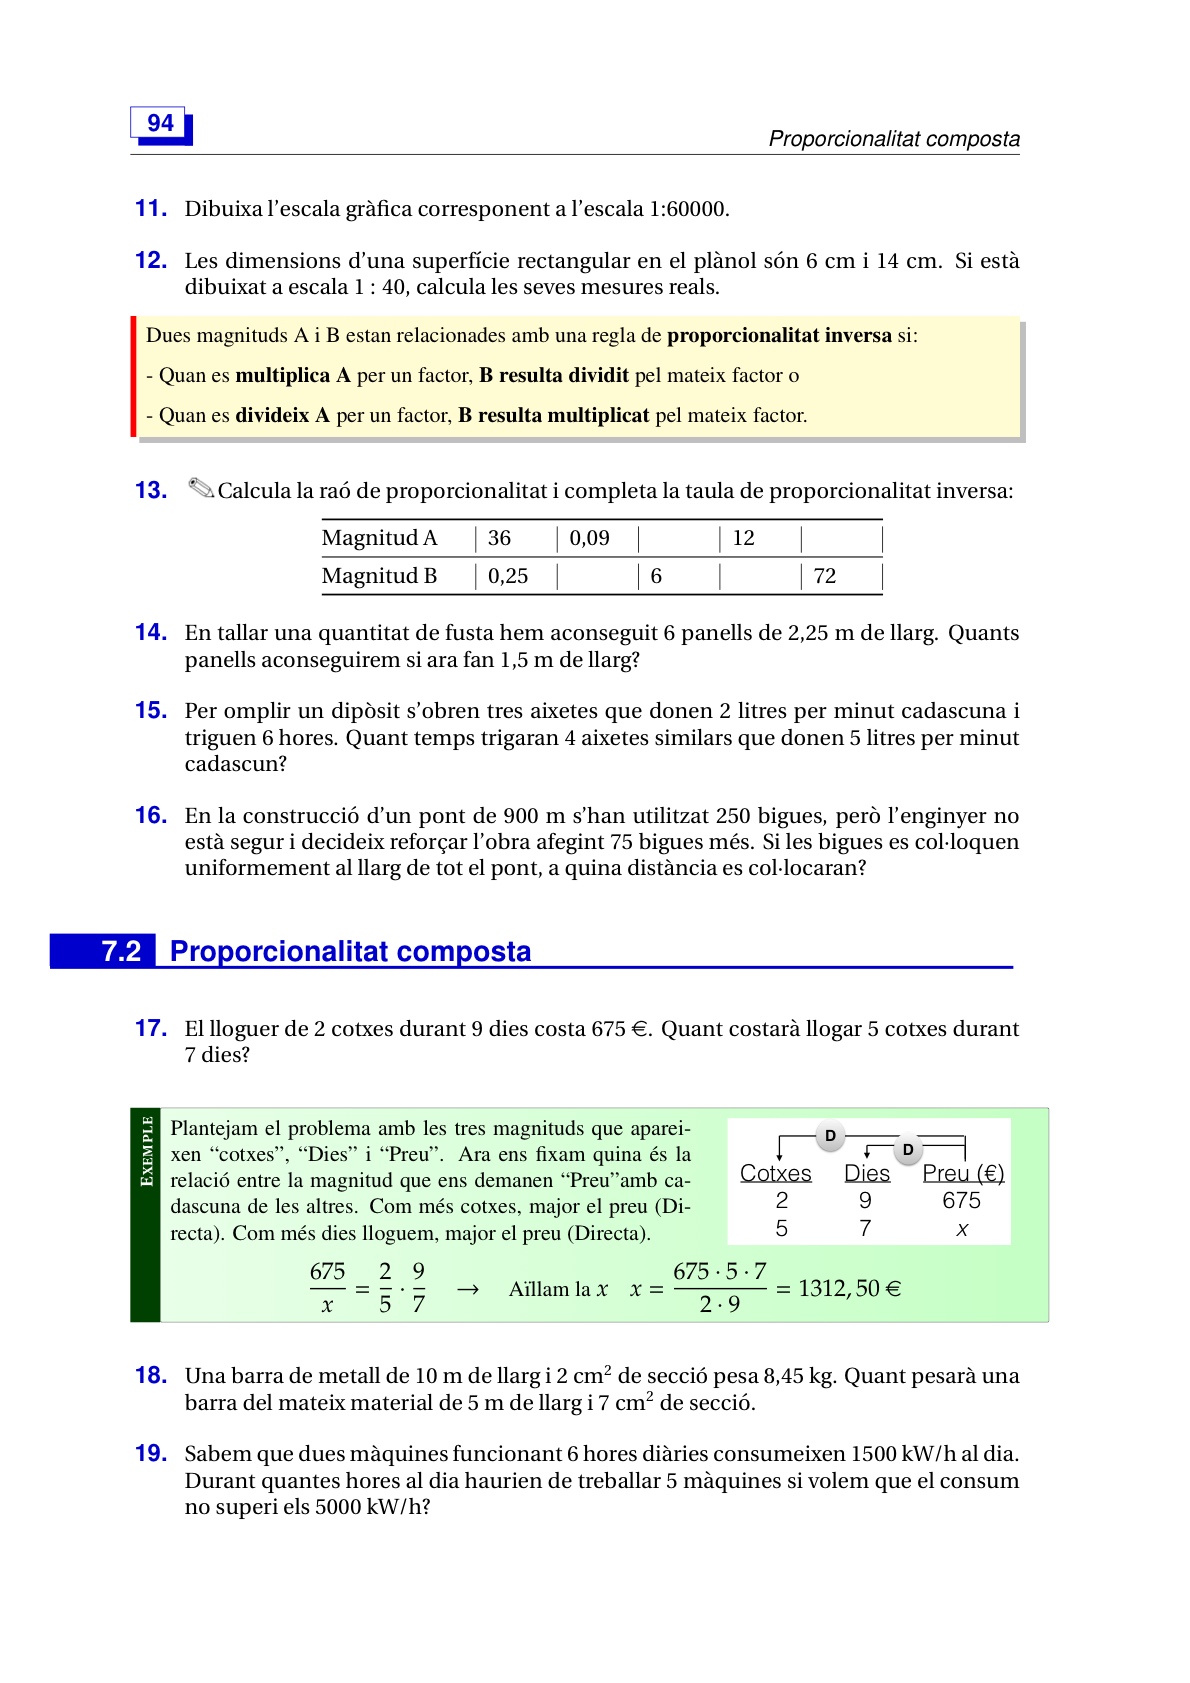 94
Proporcionalitat composta
11. Dibuixa l'escala gràfica corresponent a l'escala 1:60000.
12. Les dimensions d'una superfície rectangular en el plànol són 6 cm i 14 cm. Si està
dibuixat a escala 1 : 40, calcula les seves mesures reals.
Dues magnituds A i B estan relacionades amb una regla de proporcionalitat inversa si:
- Quan es multiplica A per un factor, B resulta dividit pel mateix factor o
- Quan es divideix A per un factor, B resulta multiplicat pel mateix factor.
13. ✎Calcula la raó de proporcionalitat i completa la taula de proporcionalitat inversa:
Magnitud A | 36 | 0,09 | | 12 | |
Magnitud B | 0,25 | | 6 | | 72 |
14. En tallar una quantitat de fusta hem aconseguit 6 panells de 2,25 m de llarg. Quants
panells aconseguirem si ara fan 1,5 m de llarg?
15. Per omplir un dipòsit s'obren tres aixetes que donen 2 litres per minut cadascuna i
triguen 6 hores. Quant temps trigaran 4 aixetes similars que donen 5 litres per minut
cadascun?
16. En la construcció d'un pont de 900 m s'han utilitzat 250 bigues, però l'enginyer no
està segur i decideix reforçar l'obra afegint 75 bigues més. Si les bigues es col·loquen
uniformement al llarg de tot el pont, a quina distància es col·locaran?
7.2 Proporcionalitat composta
17. El lloguer de 2 cotxes durant 9 dies costa 675 €. Quant costarà llogar 5 cotxes durant
7 dies?
EXEMPLE
Plantejam el problema amb les tres magnituds que aparei-
xen “cotxes”, “Dies” i “Preu”. Ara ens fixam quina és la
relació entre la magnitud que ens demanen “Preu”amb ca-
dascuna de les altres. Com més cotxes, major el preu (Di-
recta). Com més dies lloguem, major el preu (Directa).
D
D
Cotxes Dies Preu (€)
2 9 675
5 7 x
675/x = 2/5 · 9/7 → Aïllam la x x = 675 · 5 · 7 / 2 · 9 = 1312, 50 €
18. Una barra de metall de 10 m de llarg i 2 cm² de secció pesa 8,45 kg. Quant pesarà una
barra del mateix material de 5 m de llarg i 7 cm² de secció.
19. Sabem que dues màquines funcionant 6 hores diàries consumeixen 1500 kW/h al dia.
Durant quantes hores al dia haurien de treballar 5 màquines si volem que el consum
no superi els 5000 kW/h?